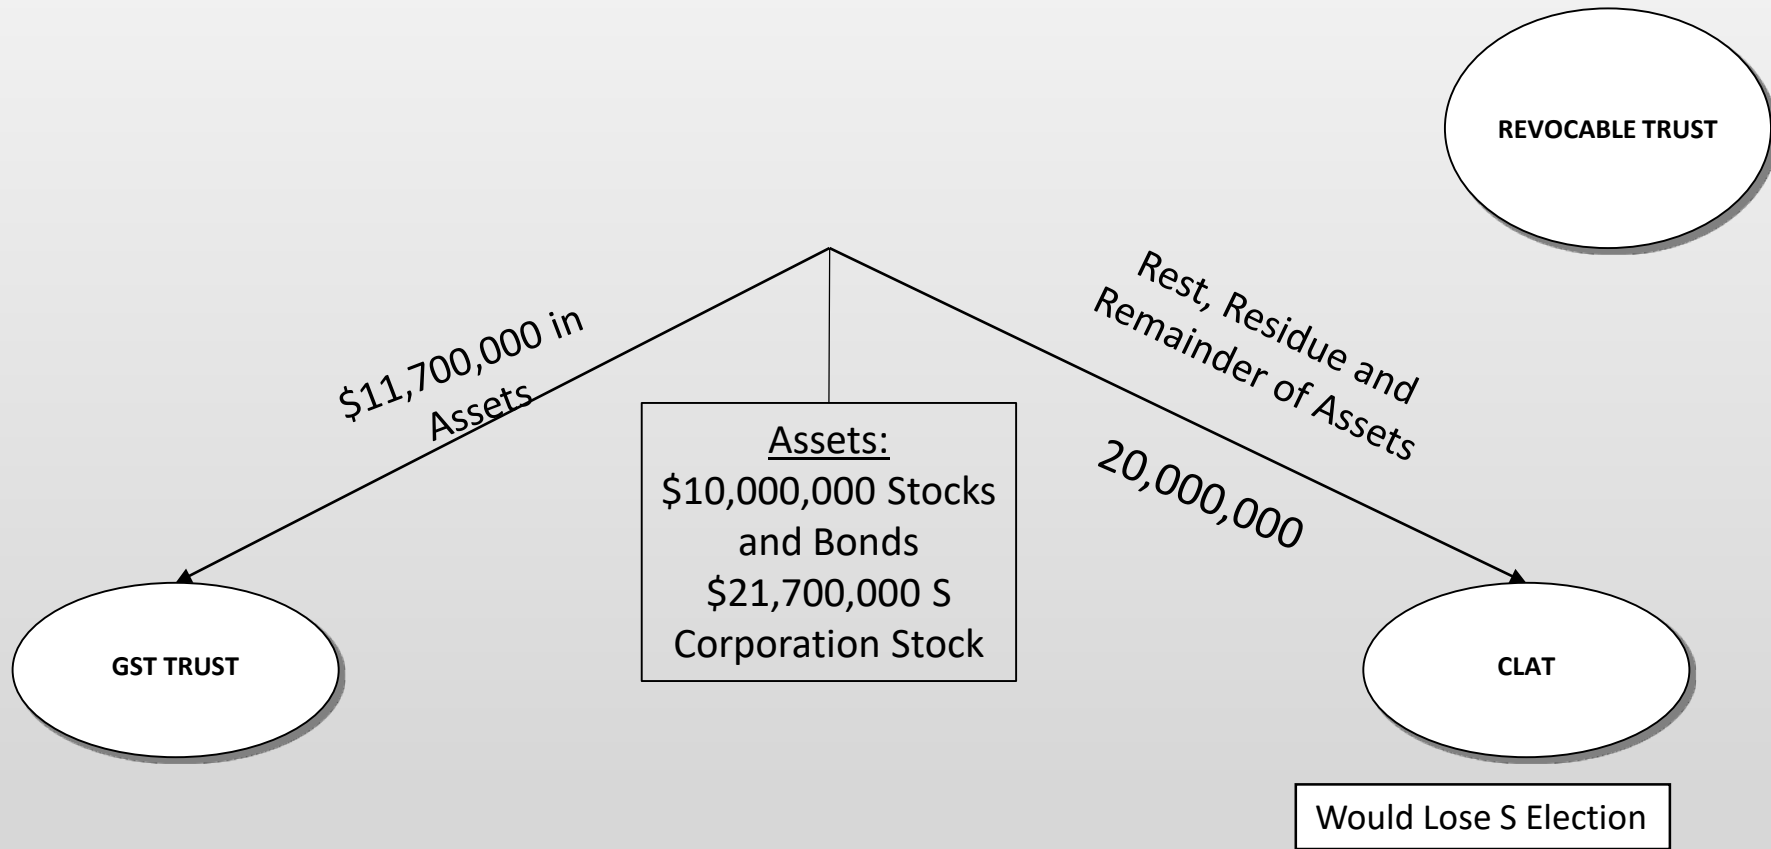 REVOCABLE TRUST
$11,700,000 in
Assets
Rest, Residue and
Remainder of Assets
20,000,000
Assets:
$10,000,000 Stocks
and Bonds
$21,700,000 S
Corporation Stock
GST TRUST
CLAT
Would Lose S Election